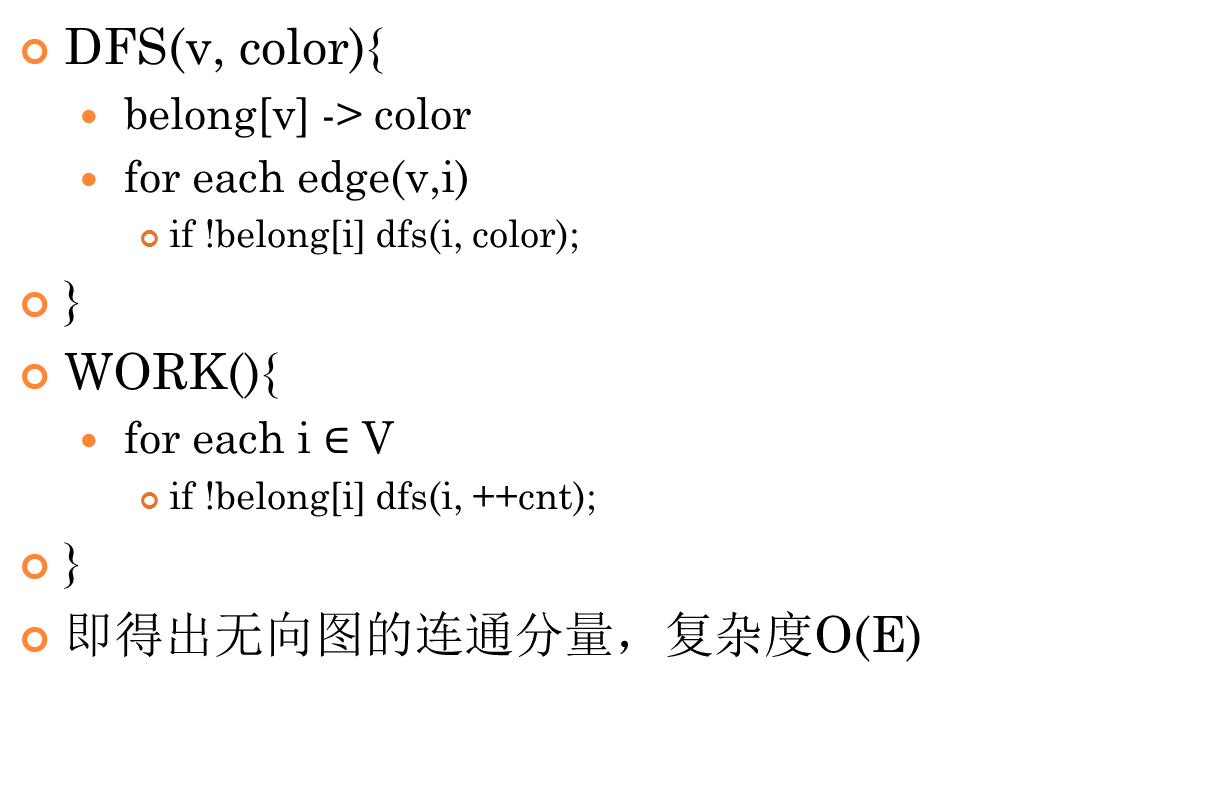 DFS(v, color){
belong[v] -> color
for each edge(v,i)
if !belong[i] dfs(i, color);
}
WORK(){
for each i ∈ V
if !belong[i] dfs(i, ++cnt);
}
即得出无向图的连通分量，复杂度O(E)